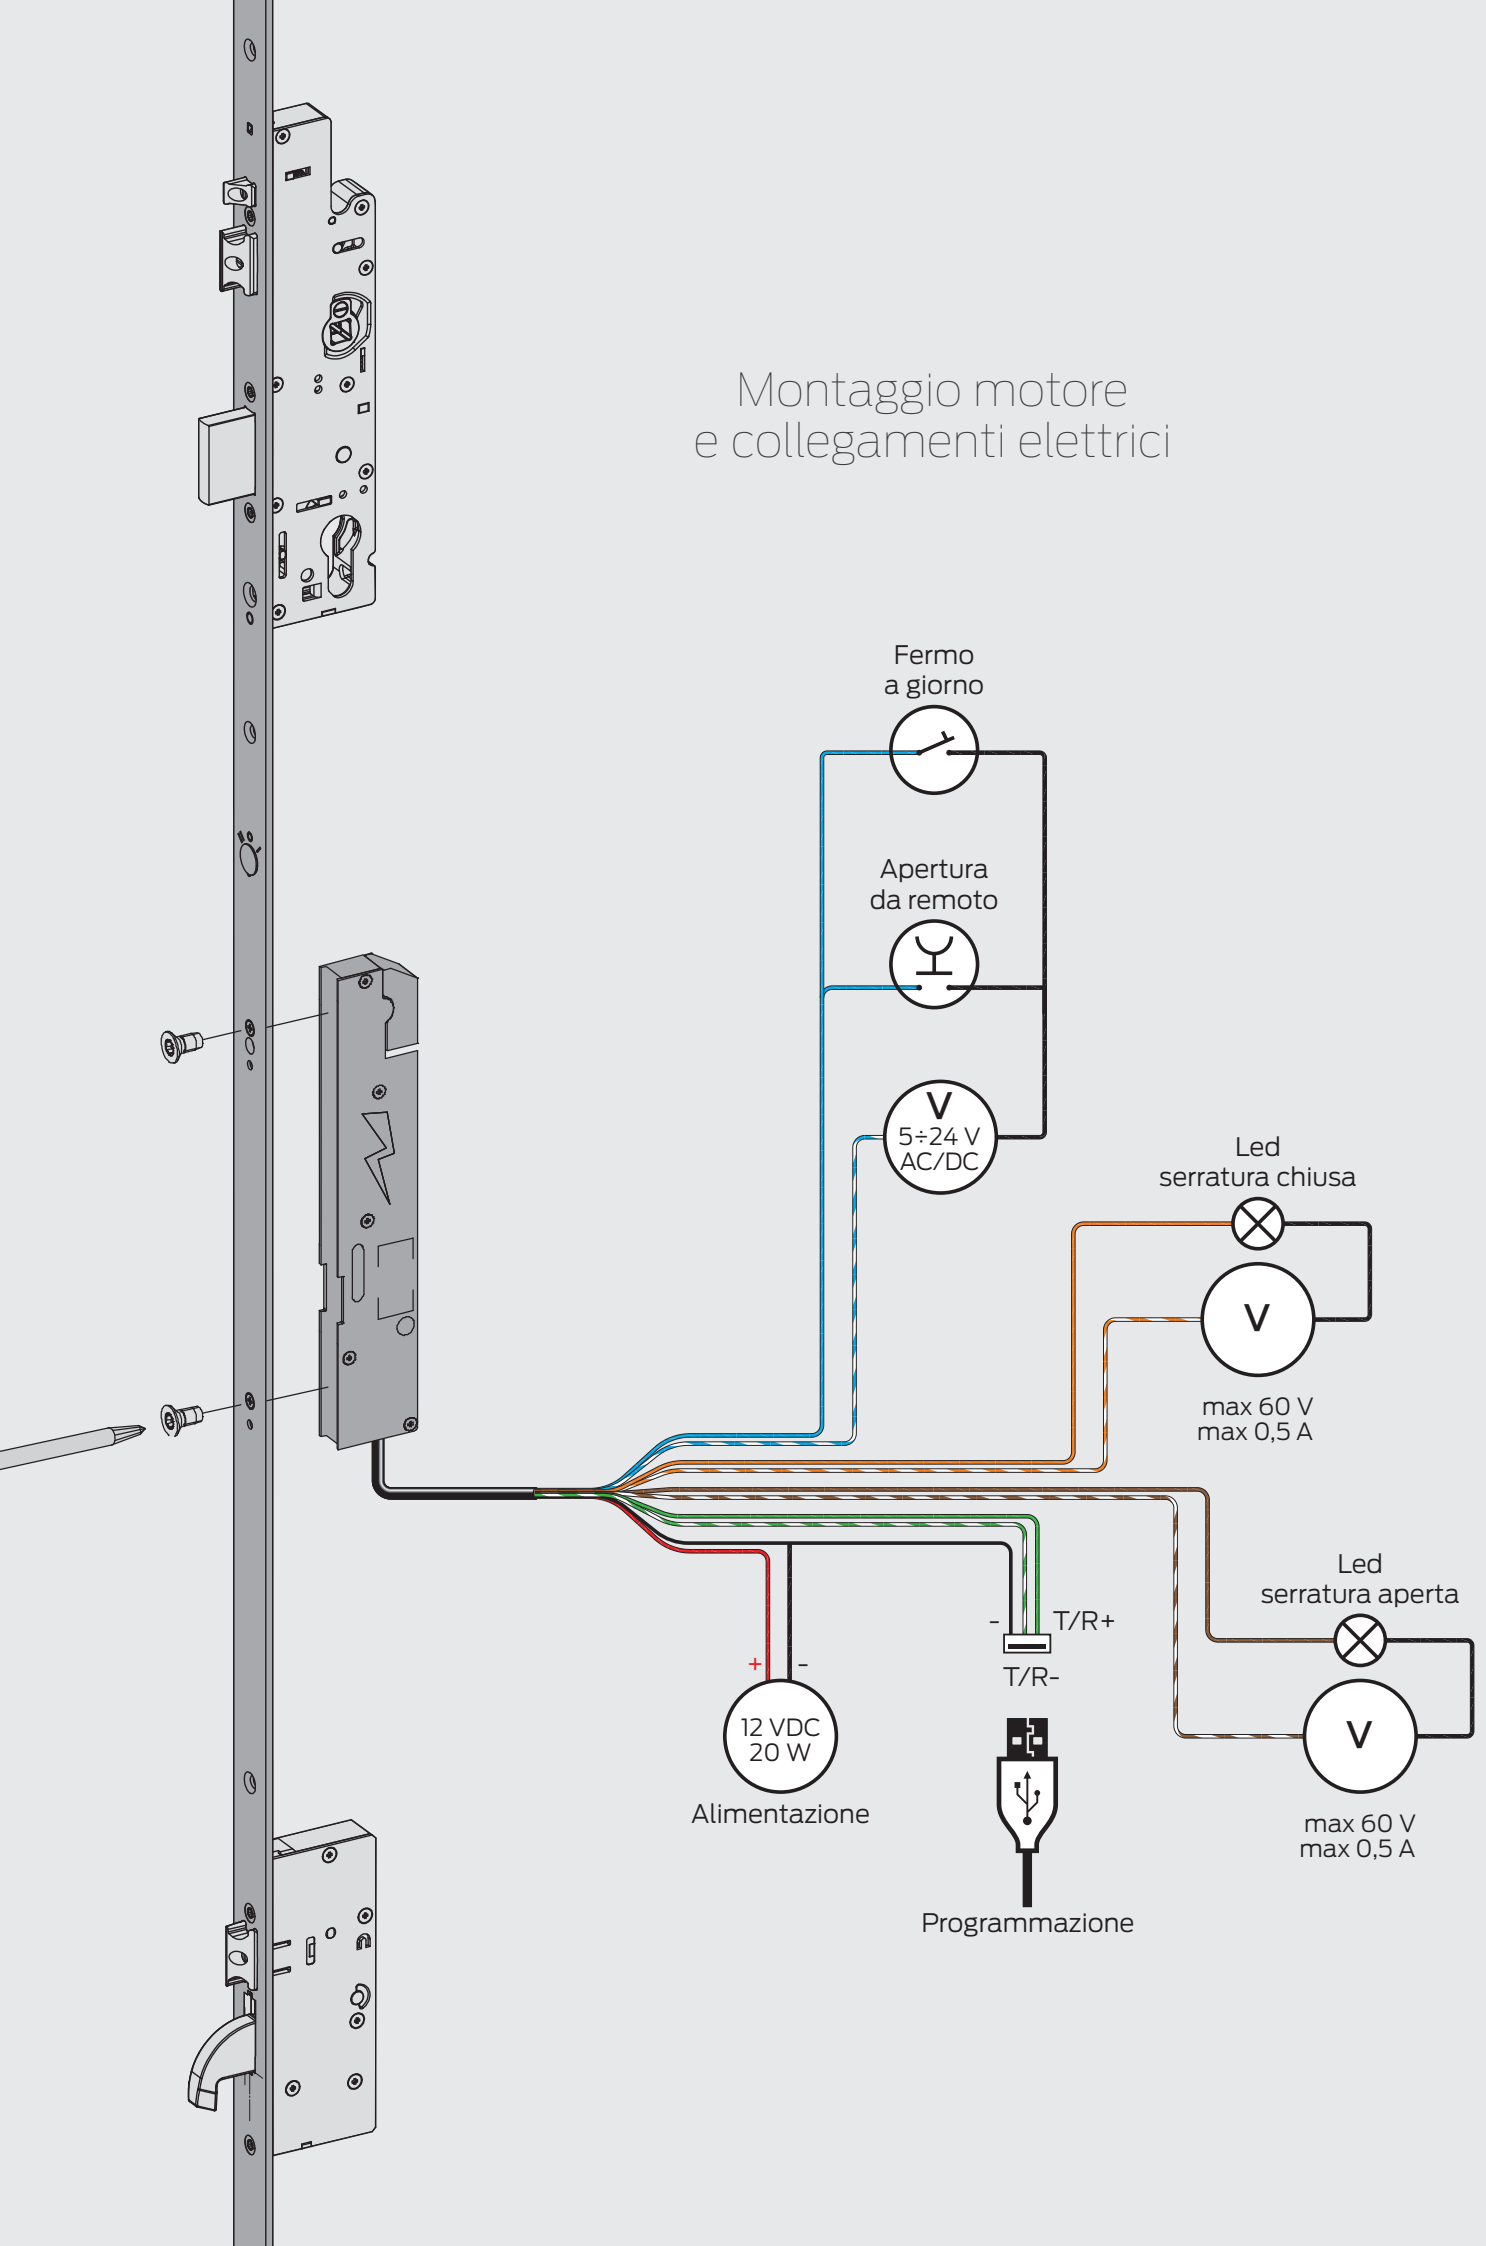 Montaggio motore
e collegamenti elettrici
Fermo
a giorno
Apertura
da remoto
V
5÷24 V
AC/DC
Led
serratura chiusa
V
max 60 V
max 0,5 A
Led
serratura aperta
V
max 60 V
max 0,5 A
- T/R+
T/R-
+ -
12 VDC
20 W
Alimentazione
Programmazione